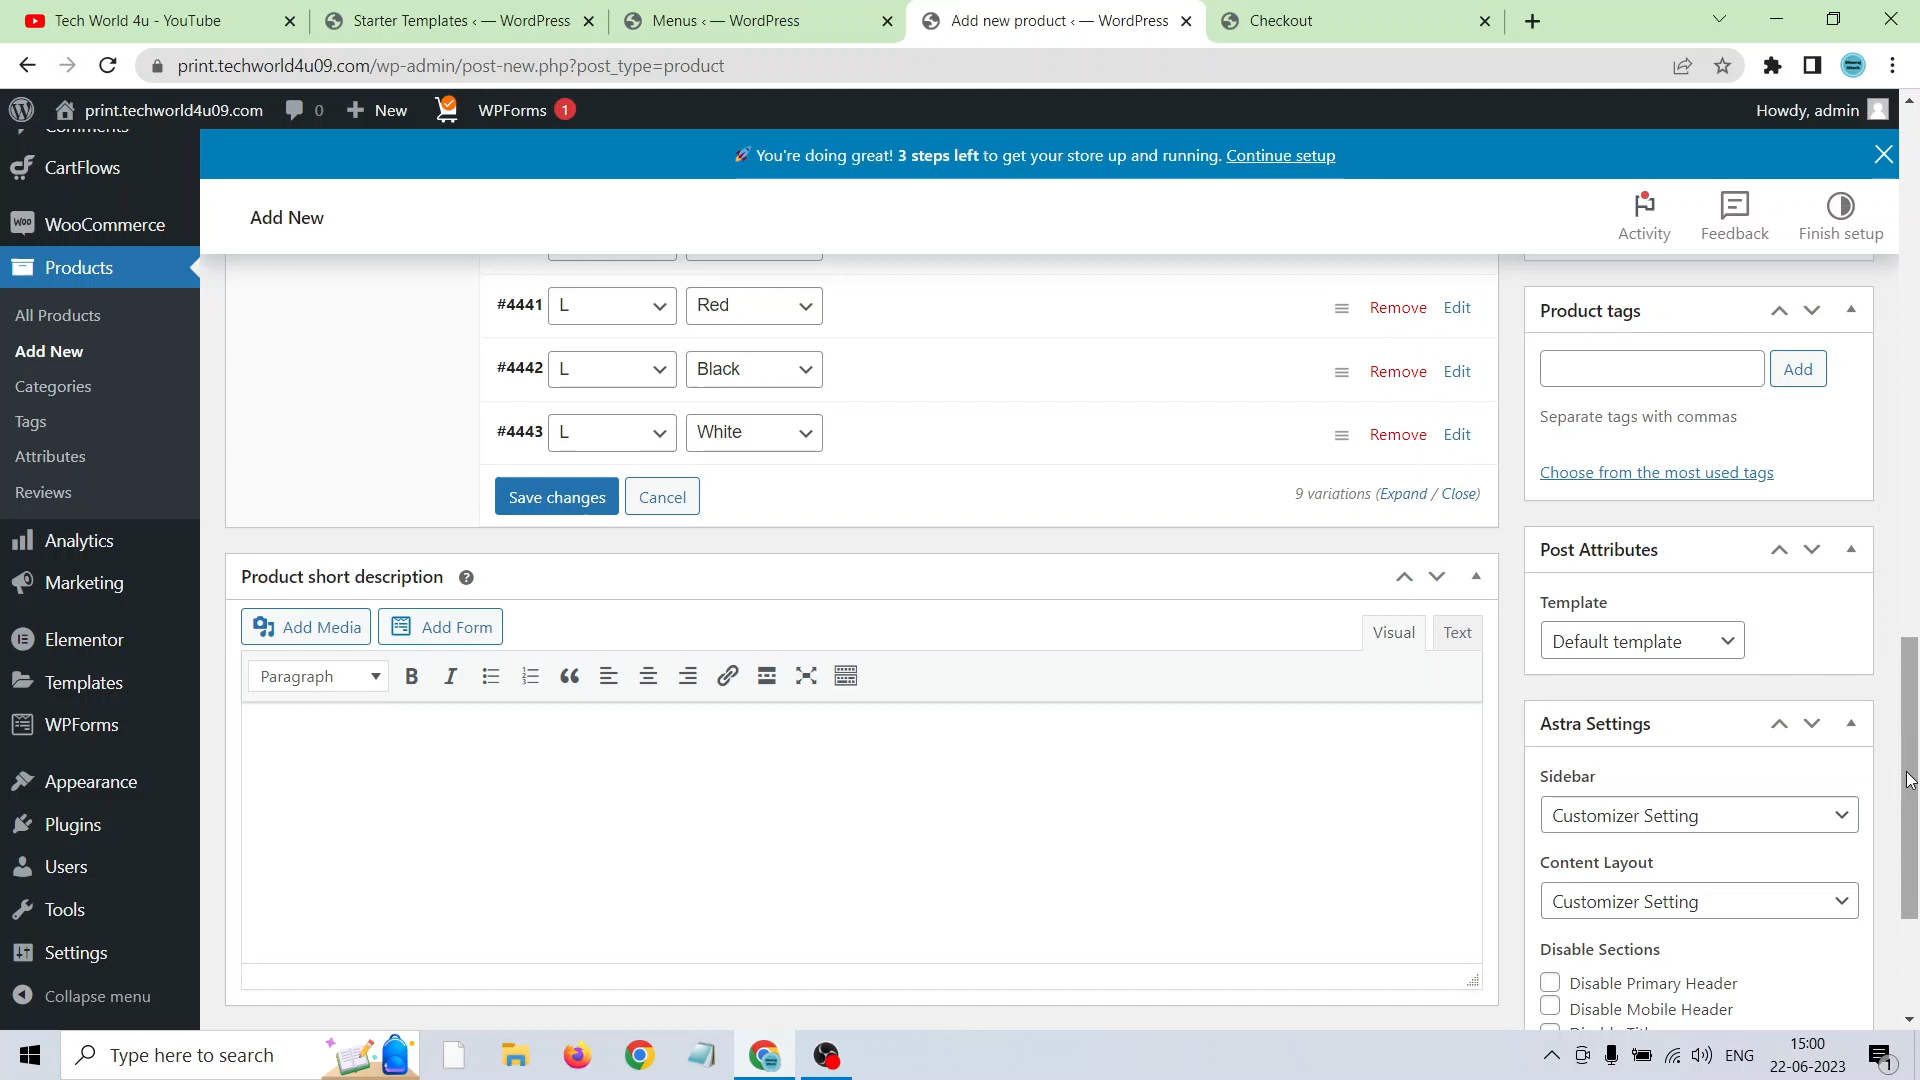 Tech World 4u - YouTube
Starter Templates ‹ — WordPress
Menus ‹ — WordPress
Add new product ‹ — WordPress
Checkout
print.techworld4u09.com/wp-admin/post-new.php?post_type=product
print.techworld4u09.com
0
New
WPForms
1
Howdy, admin
Comments
CartFlows
WooCommerce
Products
All Products
Add New
Categories
Tags
Attributes
Reviews
Analytics
Marketing
Elementor
Templates
WPForms
Appearance
Plugins
Users
Tools
Settings
Collapse menu
🚀 You're doing great! 3 steps left to get your store up and running. Continue setup
Add New
Activity
Feedback
Finish setup
#4441 L Red Remove Edit
#4442 L Black Remove Edit
#4443 L White Remove Edit
Save changes
Cancel
9 variations (Expand / Close)
Product short description
Add Media
Add Form
Visual
Text
Paragraph
B
I
Product tags
Add
Separate tags with commas
Choose from the most used tags
Post Attributes
Template
Default template
Astra Settings
Sidebar
Customizer Setting
Content Layout
Customizer Setting
Disable Sections
Disable Primary Header
Disable Mobile Header
Type here to search
ENG
15:00
22-06-2023
1